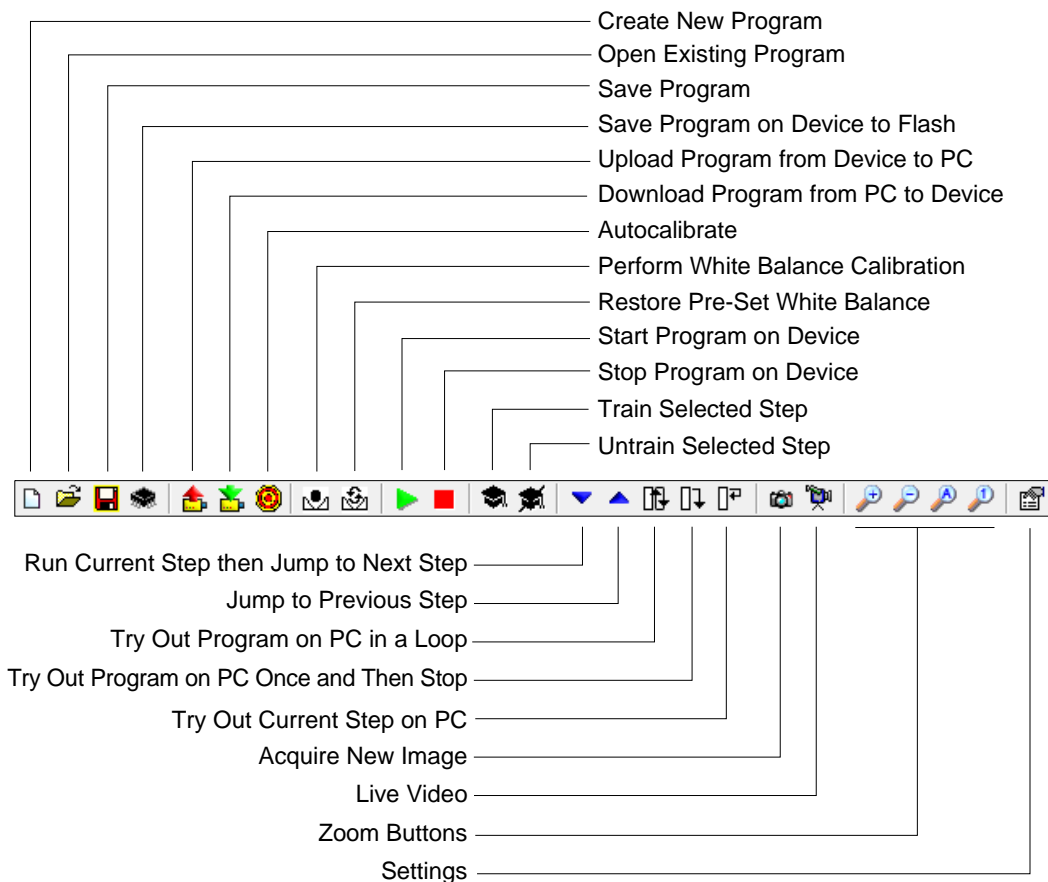 Create New Program
Open Existing Program
Save Program
Save Program on Device to Flash
Upload Program from Device to PC
Download Program from PC to Device
Autocalibrate
Perform White Balance Calibration
Restore Pre-Set White Balance
Start Program on Device
Stop Program on Device
Train Selected Step
Untrain Selected Step
A
1
Run Current Step then Jump to Next Step
Jump to Previous Step
Try Out Program on PC in a Loop
Try Out Program on PC Once and Then Stop
Try Out Current Step on PC
Acquire New Image
Live Video
Zoom Buttons
Settings